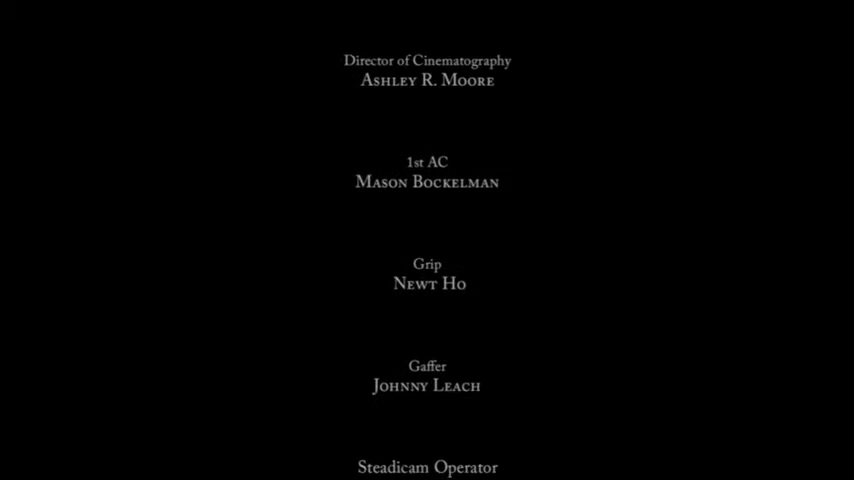 Director of Cinematography
Ashley R. Moore
1st AC
Mason Bockelman
Grip
Newt Ho
Gaffer
Johnny Leach
Steadicam Operator